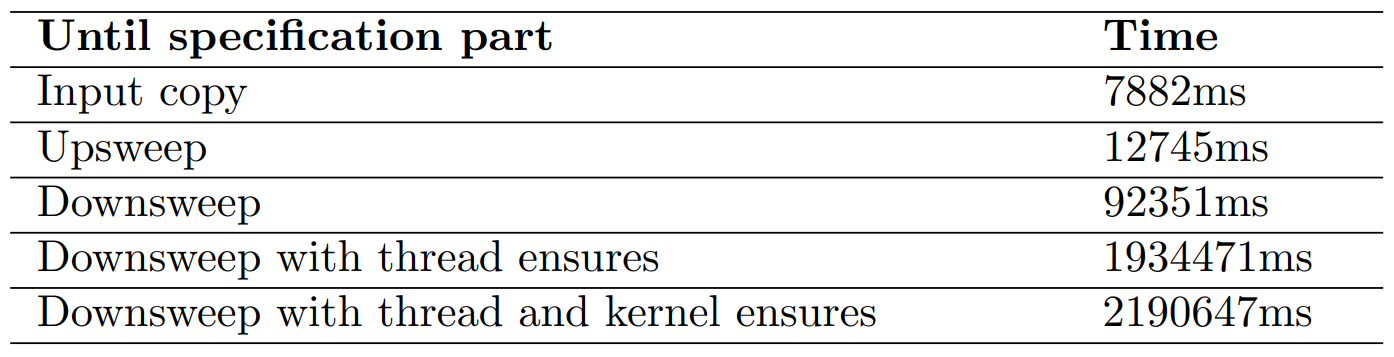 Until specification part Time
Input copy 7882ms
Upsweep 12745ms
Downsweep 92351ms
Downsweep with thread ensures 1934471ms
Downsweep with thread and kernel ensures 2190647ms